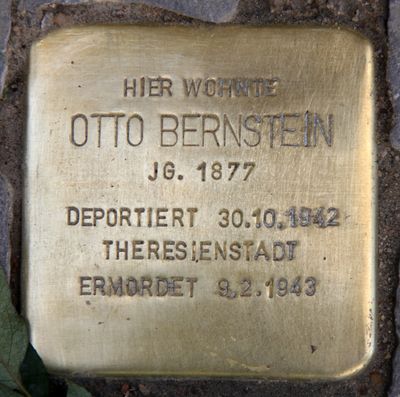 HIER WOHNTE
OTTO BERNSTEIN
JG. 1877
DEPORTIERT 30.10.1942
THERESIENSTADT
ERMORDET 9.2.1943